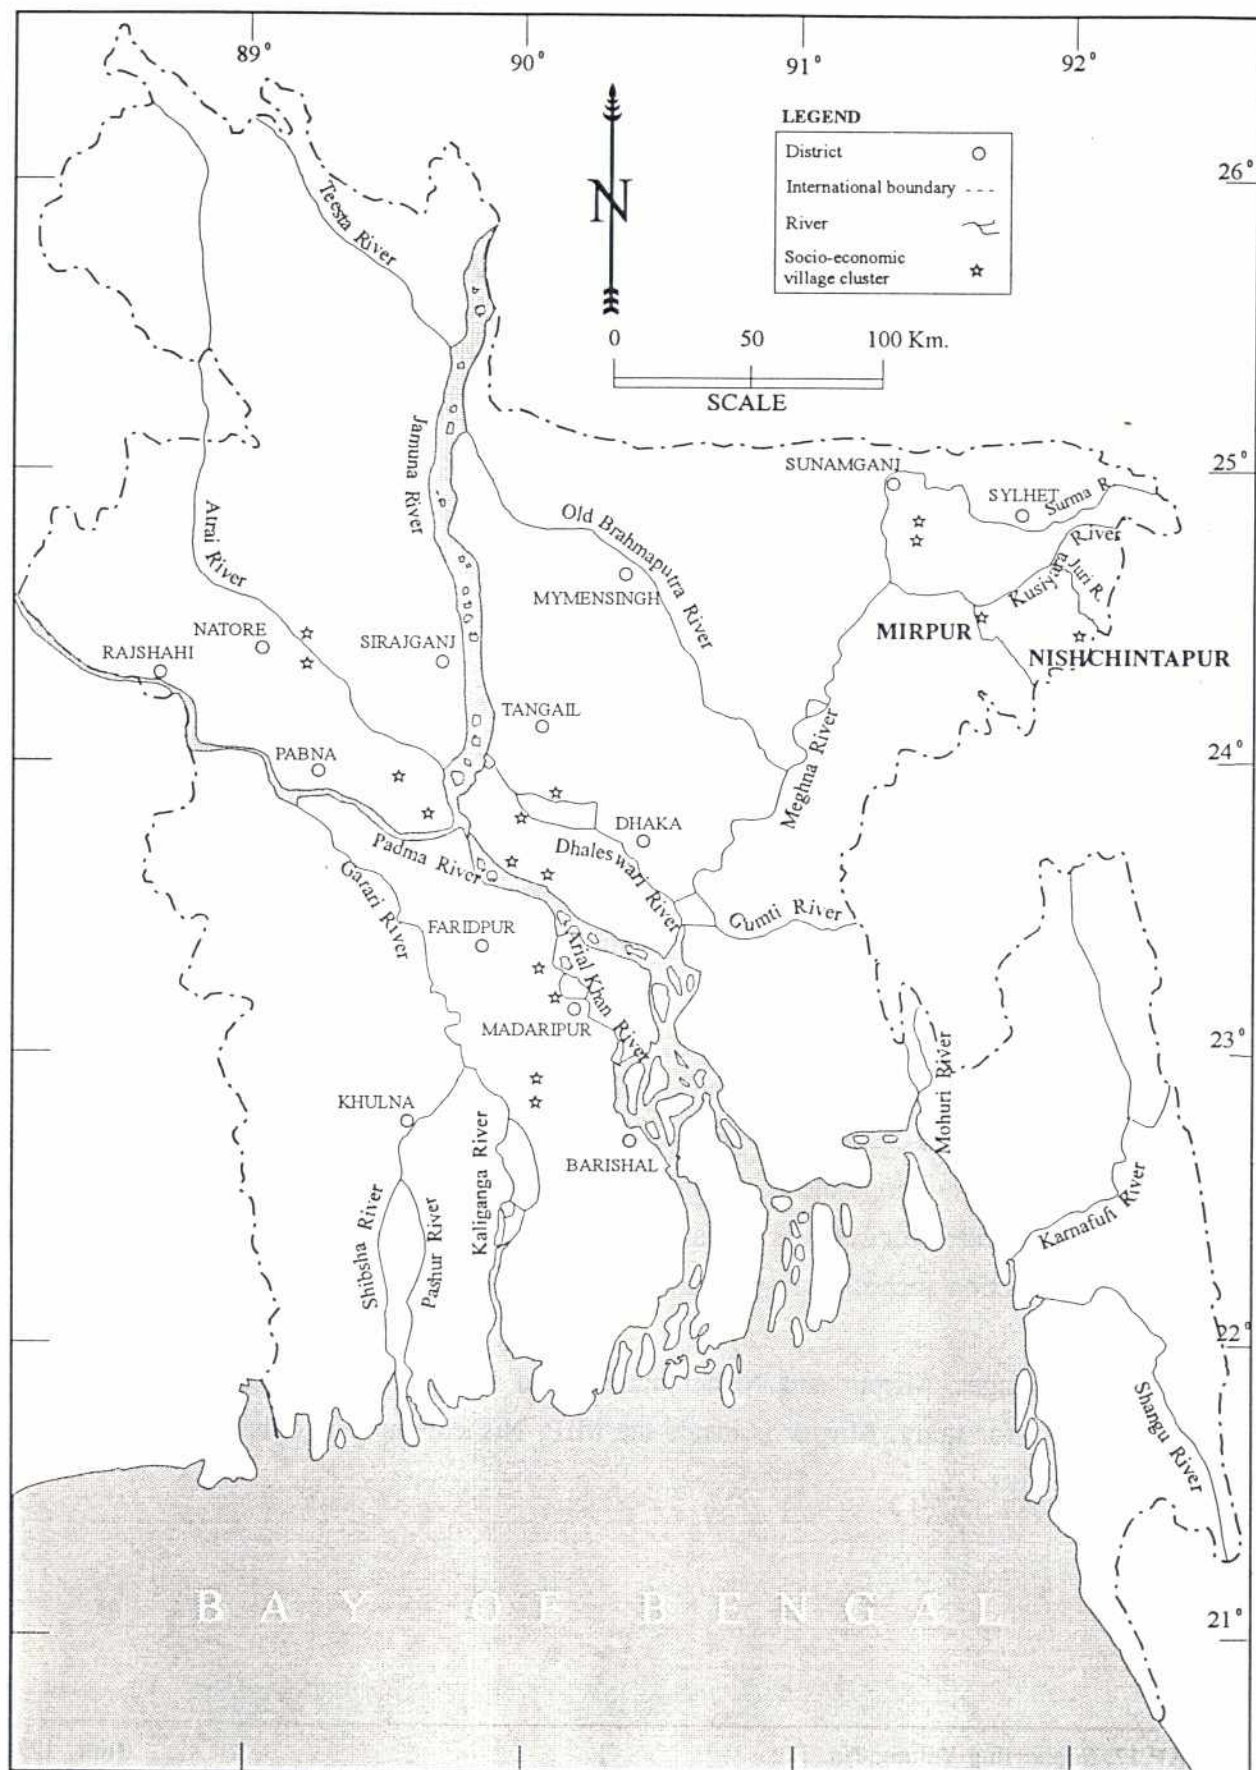 89° 90° 91° 92°
LEGEND
District
International boundary
River
Socio-economic
village cluster
N
26°
0 50 100 Km.
SCALE
Teesta River
Jamuna River
Atrai River
Old Brahmaputra River
SUNAMGANJ
25°
SYLHET
Surma R.
Kusiyara River
Juri R.
MYMENSINGH
MIRPUR
NISHCHINTAPUR
NATORE
RAJSHAHI
SIRAJGANJ
TANGAIL
PABNA
24°
Meghna River
DHAKA
Dhaleswari River
Padma River
Garari River
Gumti River
FARIDPUR
Arial Khan River
MADARIPUR
23°
Mohuri River
KHULNA
BARISHAL
Kaliganga River
Shibsha River
Pashur River
Karnafuli River
22°
Shangu River
BAY OF BENGAL
21°